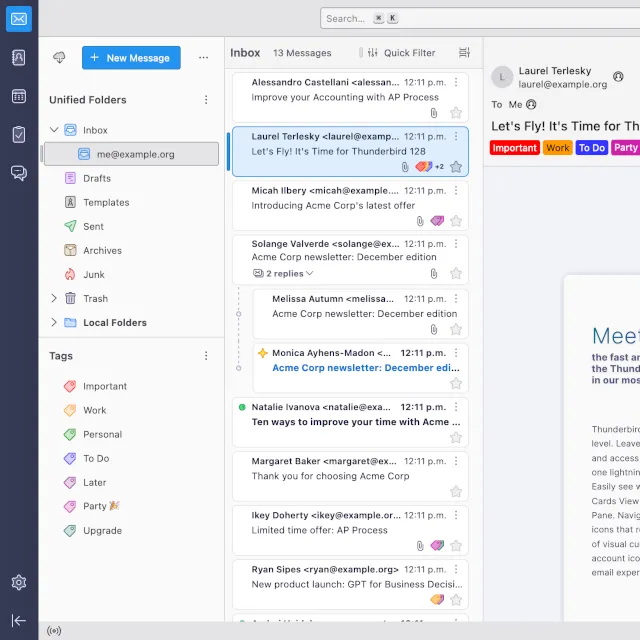 Search... ⌘ K
New Message
Unified Folders
Inbox
me@example.org
Drafts
Templates
Sent
Archives
Junk
Trash
Local Folders
Tags
Important
Work
Personal
To Do
Later
Party 🎉
Upgrade
Inbox 13 Messages Quick Filter
Alessandro Castellani <alessan... 12:11 p.m.
Improve your Accounting with AP Process
Laurel Terlesky <laurel@examp... 12:11 p.m.
Let's Fly! It's Time for Thunderbird 128
+2
Micah Ilbery <micah@example.... 12:11 p.m.
Introducing Acme Corp's latest offer
Solange Valverde <solange@ex... 12:11 p.m.
Acme Corp newsletter: December edition
2 replies
Melissa Autumn <melissa... 12:11 p.m.
Acme Corp newsletter: December edition
Monica Ayhens-Madon <... 12:11 p.m.
Acme Corp newsletter: December edi...
Natalie Ivanova <natalie@exa... 12:11 p.m.
Ten ways to improve your time with Acme ...
Margaret Baker <margaret@ex... 12:11 p.m.
Thank you for choosing Acme Corp
Ikey Doherty <ikey@example.or... 12:11 p.m.
Limited time offer: AP Process
Ryan Sipes <ryan@example.org> 12:11 p.m.
New product launch: GPT for Business Decisi...
L
Laurel Terlesky
laurel@example.org
To Me
Let's Fly! It's Time for Th
Important Work To Do Party
Meet
the fast an
the Thund
in our mos
Thunderbird
level. Leave
and access
one lightnin
Easily see w
Cards View
Pane. Navig
icons that r
of visual cu
account ico
email exper